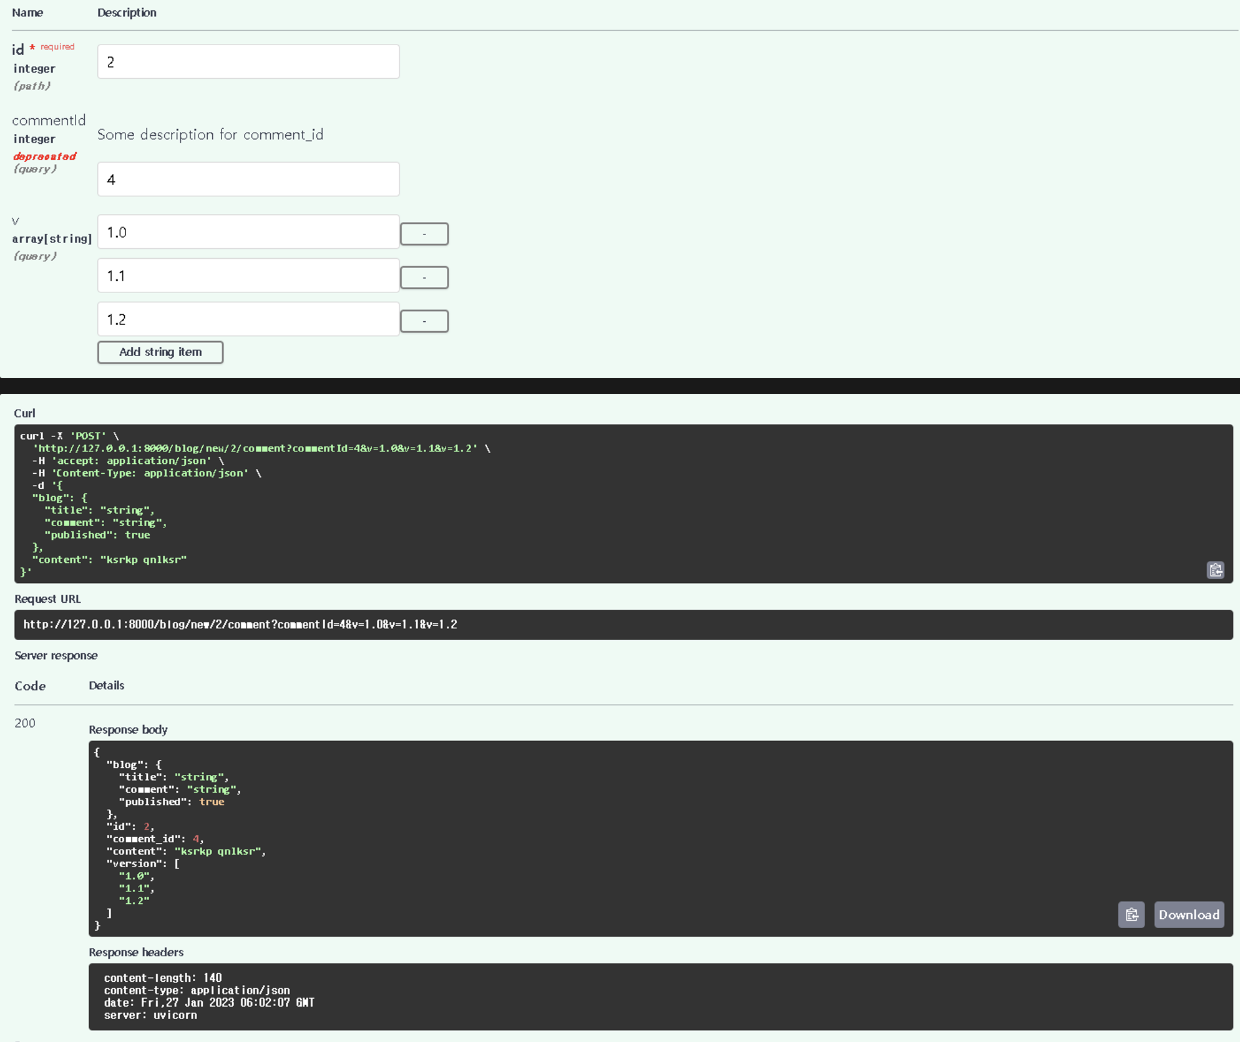 Name Description
id * required
integer
(path)
2
commentId
integer
deprecated
(query)
Some description for comment_id
4
v
array[string]
(query)
1.0 -
1.1 -
1.2 -
Add string item
Curl
curl -X 'POST' \
'http://127.0.0.1:8000/blog/new/2/comment?commentId=4&v=1.0&v=1.1&v=1.2' \
-H 'accept: application/json' \
-H 'Content-Type: application/json' \
-d '{
"blog": {
"title": "string",
"comment": "string",
"published": true
},
"content": "ksrkp qnlksr"
}'
Request URL
http://127.0.0.1:8000/blog/new/2/comment?commentId=4&v=1.0&v=1.1&v=1.2
Server response
Code Details
200
Response body
{
"blog": {
"title": "string",
"comment": "string",
"published": true
},
"id": 2,
"comment_id": 4,
"content": "ksrkp qnlksr",
"version": [
"1.0",
"1.1",
"1.2"
]
}
Download
Response headers
content-length: 140
content-type: application/json
date: Fri,27 Jan 2023 06:02:07 GMT
server: uvicorn